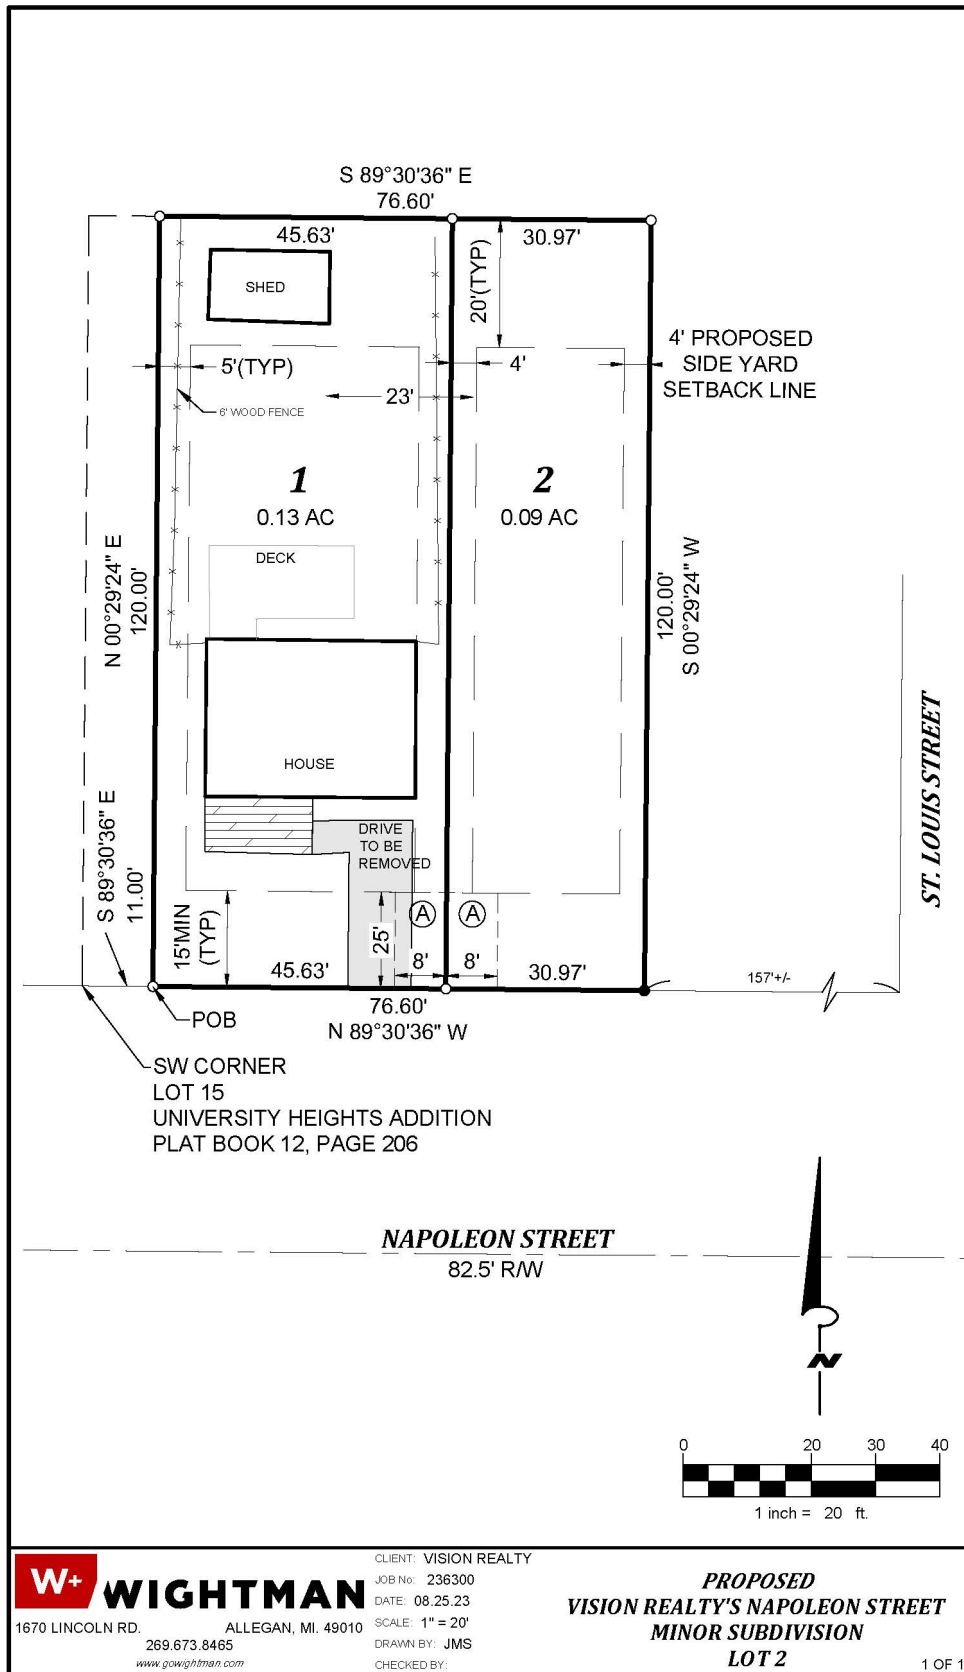 S 89°30'36" E
76.60'
45.63'
30.97'
SHED
20'(TYP)
4' PROPOSED
SIDE YARD
SETBACK LINE
5'(TYP)
4'
23'
6' WOOD FENCE
1
0.13 AC
2
0.09 AC
DECK
N 00°29'24" E
120.00'
120.00'
S 00°29'24" W
ST. LOUIS STREET
HOUSE
S 89°30'36" E
11.00'
DRIVE
TO BE
REMOVED
15'MIN
(TYP)
25'
A
A
8'
8'
45.63'
30.97'
157'+/-
76.60'
N 89°30'36" W
POB
SW CORNER
LOT 15
UNIVERSITY HEIGHTS ADDITION
PLAT BOOK 12, PAGE 206
NAPOLEON STREET
82.5' R/W
N
0 20 30 40
1 inch = 20 ft.
W+ WIGHTMAN
1670 LINCOLN RD. ALLEGAN, MI. 49010
269.673.8465
www.gowightman.com
CLIENT: VISION REALTY
JOB No: 236300
DATE: 08.25.23
SCALE: 1" = 20'
DRAWN BY: JMS
CHECKED BY:
PROPOSED
VISION REALTY'S NAPOLEON STREET
MINOR SUBDIVISION
LOT 2
1 OF 1